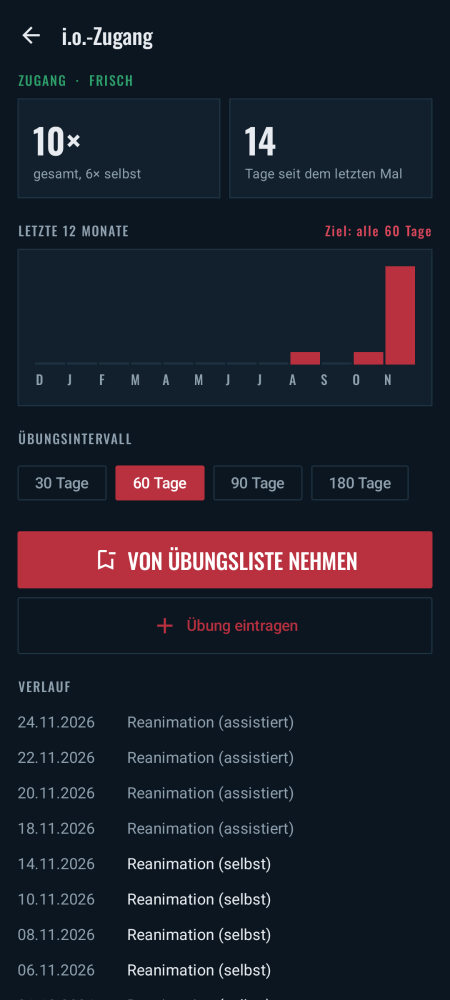 i.o.-Zugang
ZUGANG · FRISCH
10×
gesamt, 6× selbst
14
Tage seit dem letzten Mal
LETZTE 12 MONATE
Ziel: alle 60 Tage
D J F M A M J J A S O N
ÜBUNGSINTERVALL
30 Tage 60 Tage 90 Tage 180 Tage
VON ÜBUNGSLISTE NEHMEN
Übung eintragen
VERLAUF
24.11.2026 Reanimation (assistiert)
22.11.2026 Reanimation (assistiert)
20.11.2026 Reanimation (assistiert)
18.11.2026 Reanimation (assistiert)
14.11.2026 Reanimation (selbst)
10.11.2026 Reanimation (selbst)
08.11.2026 Reanimation (selbst)
06.11.2026 Reanimation (selbst)